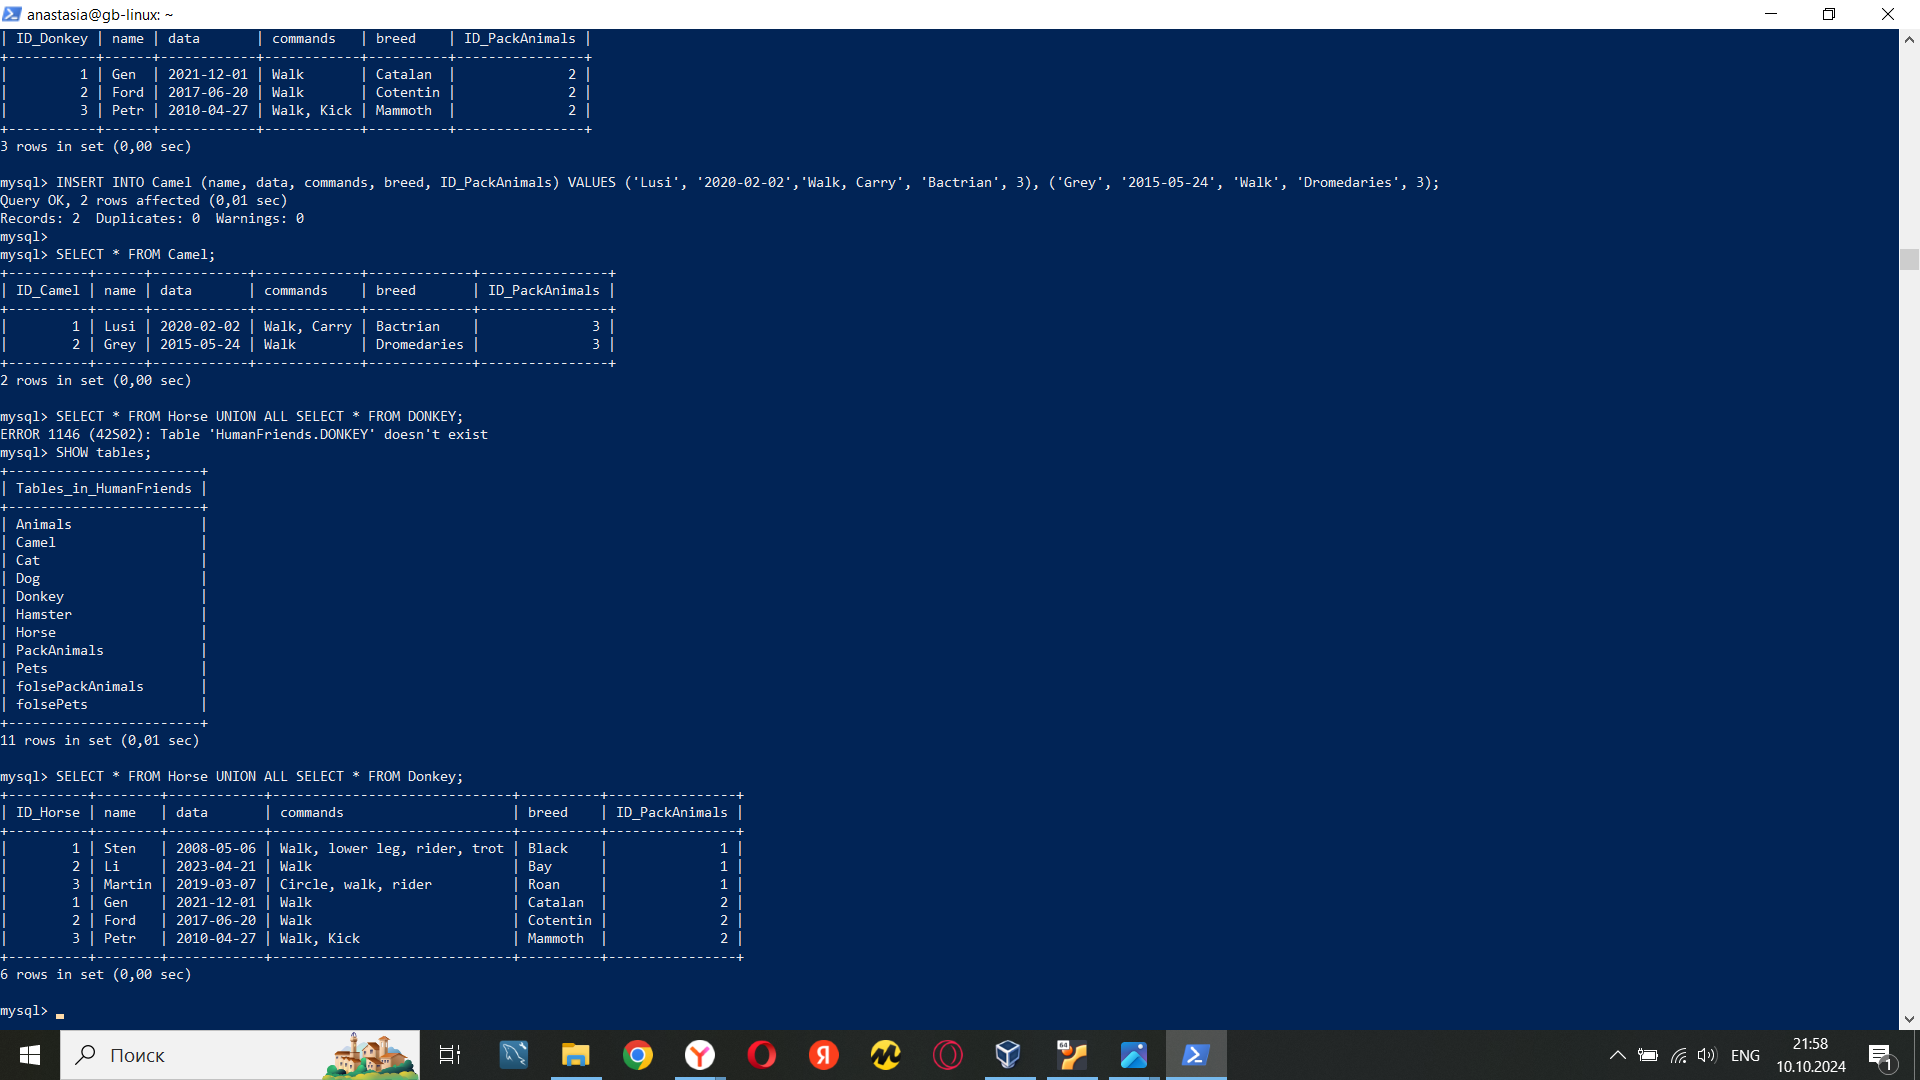 anastasia@gb-linux: ~
| ID_Donkey | name | data       | commands   | breed    | ID_PackAnimals |
+-----------+------+------------+------------+----------+----------------+
|         1 | Gen  | 2021-12-01 | Walk       | Catalan  |              2 |
|         2 | Ford | 2017-06-20 | Walk       | Cotentin |              2 |
|         3 | Petr | 2010-04-27 | Walk, Kick | Mammoth  |              2 |
+-----------+------+------------+------------+----------+----------------+
3 rows in set (0,00 sec)
mysql> INSERT INTO Camel (name, data, commands, breed, ID_PackAnimals) VALUES ('Lusi', '2020-02-02','Walk, Carry', 'Bactrian', 3), ('Grey', '2015-05-24', 'Walk', 'Dromedaries', 3);
Query OK, 2 rows affected (0,01 sec)
Records: 2  Duplicates: 0  Warnings: 0
mysql>
mysql> SELECT * FROM Camel;
+----------+------+------------+-------------+-------------+----------------+
| ID_Camel | name | data       | commands    | breed       | ID_PackAnimals |
+----------+------+------------+-------------+-------------+----------------+
|        1 | Lusi | 2020-02-02 | Walk, Carry | Bactrian    |              3 |
|        2 | Grey | 2015-05-24 | Walk        | Dromedaries |              3 |
+----------+------+------------+-------------+-------------+----------------+
2 rows in set (0,00 sec)
mysql> SELECT * FROM Horse UNION ALL SELECT * FROM DONKEY;
ERROR 1146 (42S02): Table 'HumanFriends.DONKEY' doesn't exist
mysql> SHOW tables;
+------------------------+
| Tables_in_HumanFriends |
+------------------------+
| Animals                |
| Camel                  |
| Cat                    |
| Dog                    |
| Donkey                 |
| Hamster                |
| Horse                  |
| PackAnimals            |
| Pets                   |
| folsePackAnimals       |
| folsePets              |
+------------------------+
11 rows in set (0,01 sec)
mysql> SELECT * FROM Horse UNION ALL SELECT * FROM Donkey;
+----------+--------+------------+------------------------------+----------+----------------+
| ID_Horse | name   | data       | commands                     | breed    | ID_PackAnimals |
+----------+--------+------------+------------------------------+----------+----------------+
|        1 | Sten   | 2008-05-06 | Walk, lower leg, rider, trot | Black    |              1 |
|        2 | Li     | 2023-04-21 | Walk                         | Bay      |              1 |
|        3 | Martin | 2019-03-07 | Circle, walk, rider          | Roan     |              1 |
|        1 | Gen    | 2021-12-01 | Walk                         | Catalan  |              2 |
|        2 | Ford   | 2017-06-20 | Walk                         | Cotentin |              2 |
|        3 | Petr   | 2010-04-27 | Walk, Kick                   | Mammoth  |              2 |
+----------+--------+------------+------------------------------+----------+----------------+
6 rows in set (0,00 sec)
mysql>
Поиск
64
ENG
21:58
10.10.2024
1